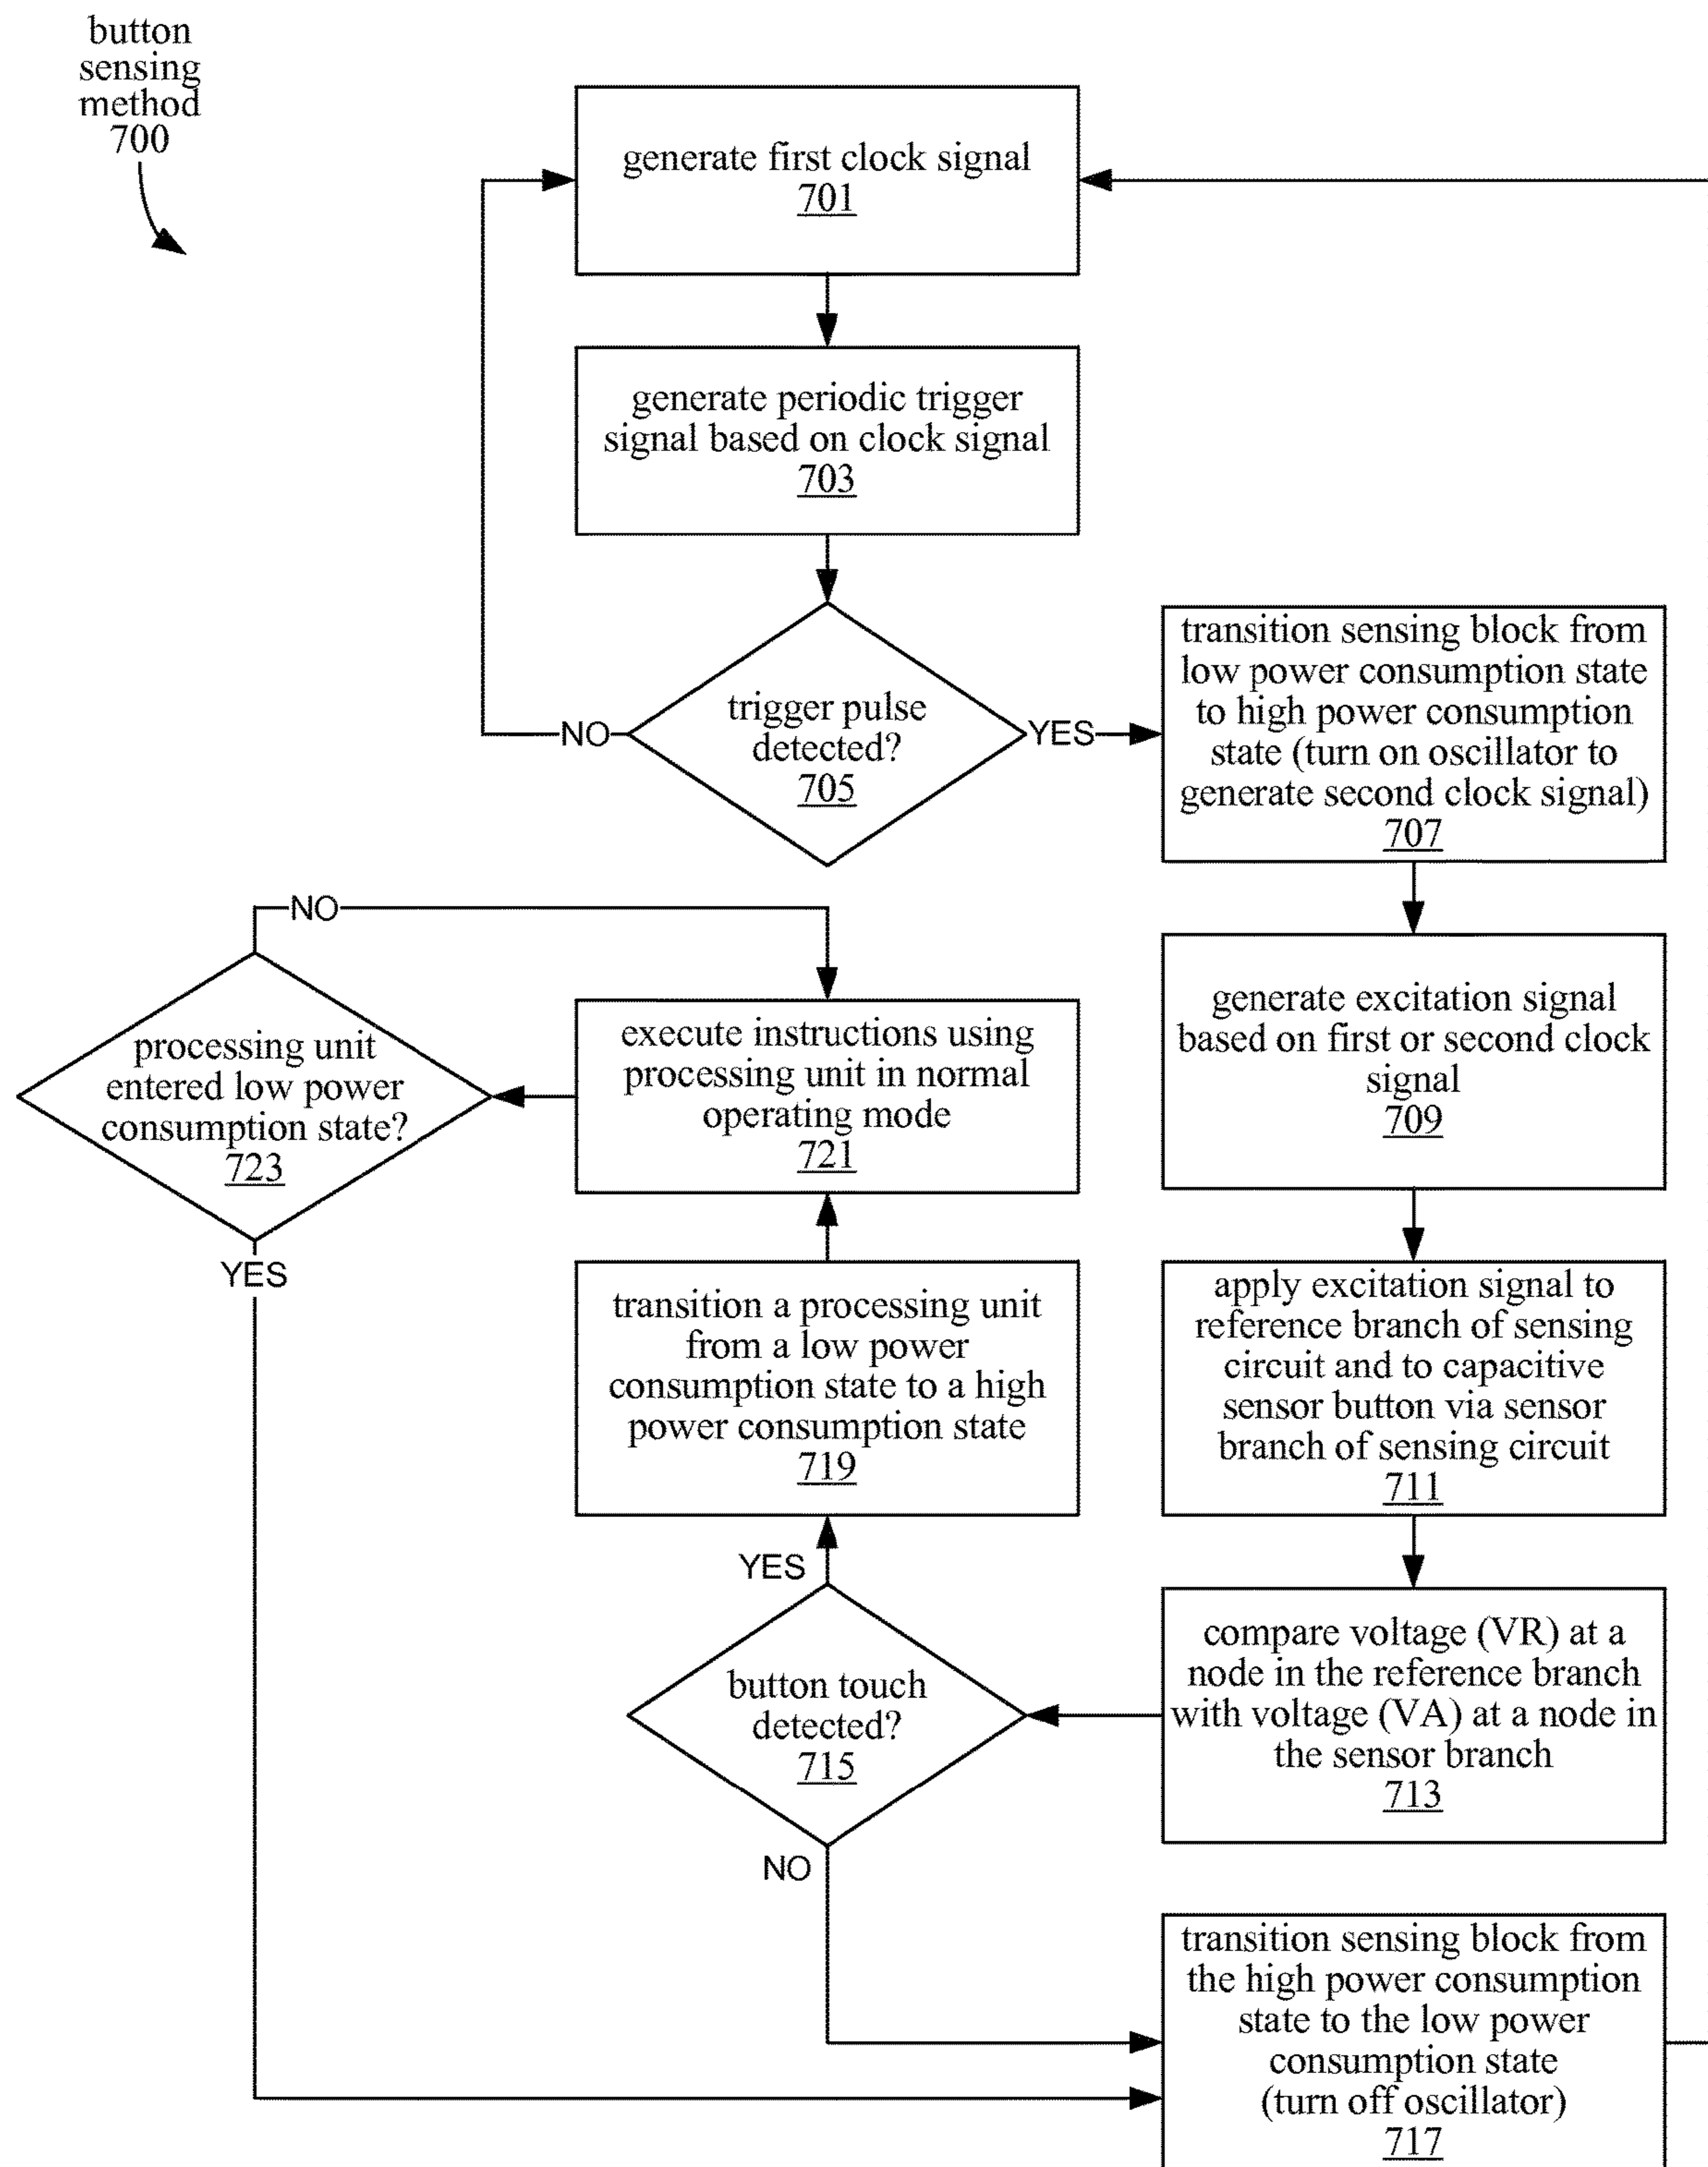 button
sensing
method
700
generate first clock signal
701
generate periodic trigger
signal based on clock signal
703
trigger pulse
detected?
705
NO
YES
transition sensing block from
low power consumption state
to high power consumption
state (turn on oscillator to
generate second clock signal)
707
generate excitation signal
based on first or second clock
signal
709
apply excitation signal to
reference branch of sensing
circuit and to capacitive
sensor button via sensor
branch of sensing circuit
711
compare voltage (VR) at a
node in the reference branch
with voltage (VA) at a node in
the sensor branch
713
button touch
detected?
715
YES
NO
transition a processing unit
from a low power
consumption state to a high
power consumption state
719
execute instructions using
processing unit in normal
operating mode
721
processing unit
entered low power
consumption state?
723
NO
YES
transition sensing block from
the high power consumption
state to the low power
consumption state
(turn off oscillator)
717